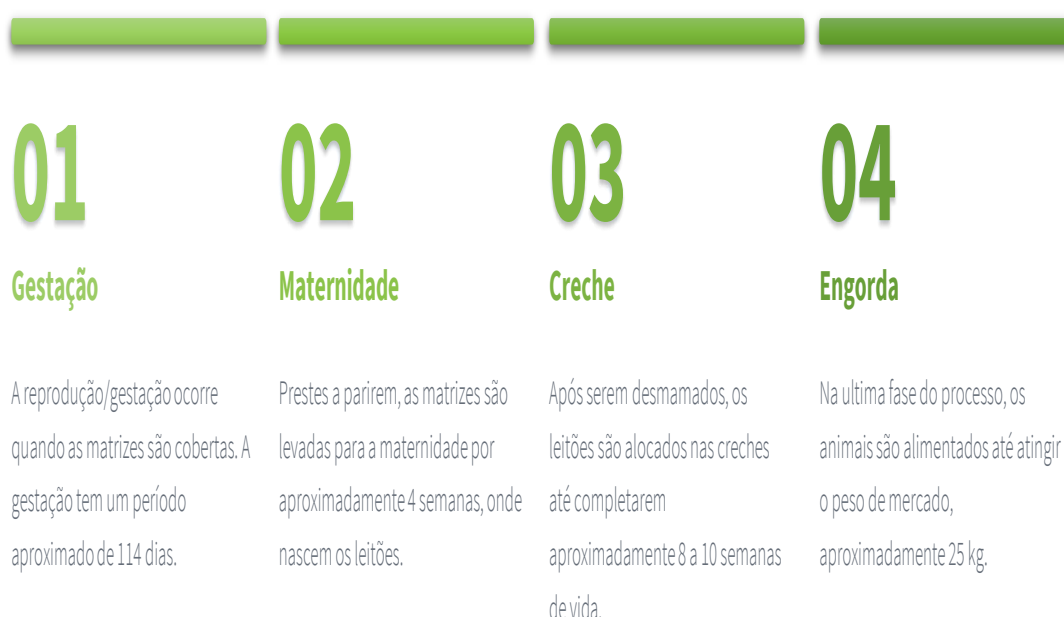 01
Gestação
A reprodução/gestação ocorre
quando as matrizes são cobertas. A
gestação tem um período
aproximado de 114 dias.
02
Maternidade
Prestes a parirem, as matrizes são
levadas para a maternidade por
aproximadamente 4 semanas, onde
nascem os leitões.
03
Creche
Após serem desmamados, os
leitões são alocados nas creches
até completarem
aproximadamente 8 a 10 semanas
de vida.
04
Engorda
Na ultima fase do processo, os
animais são alimentados até atingir
o peso de mercado,
aproximadamente 25 kg.